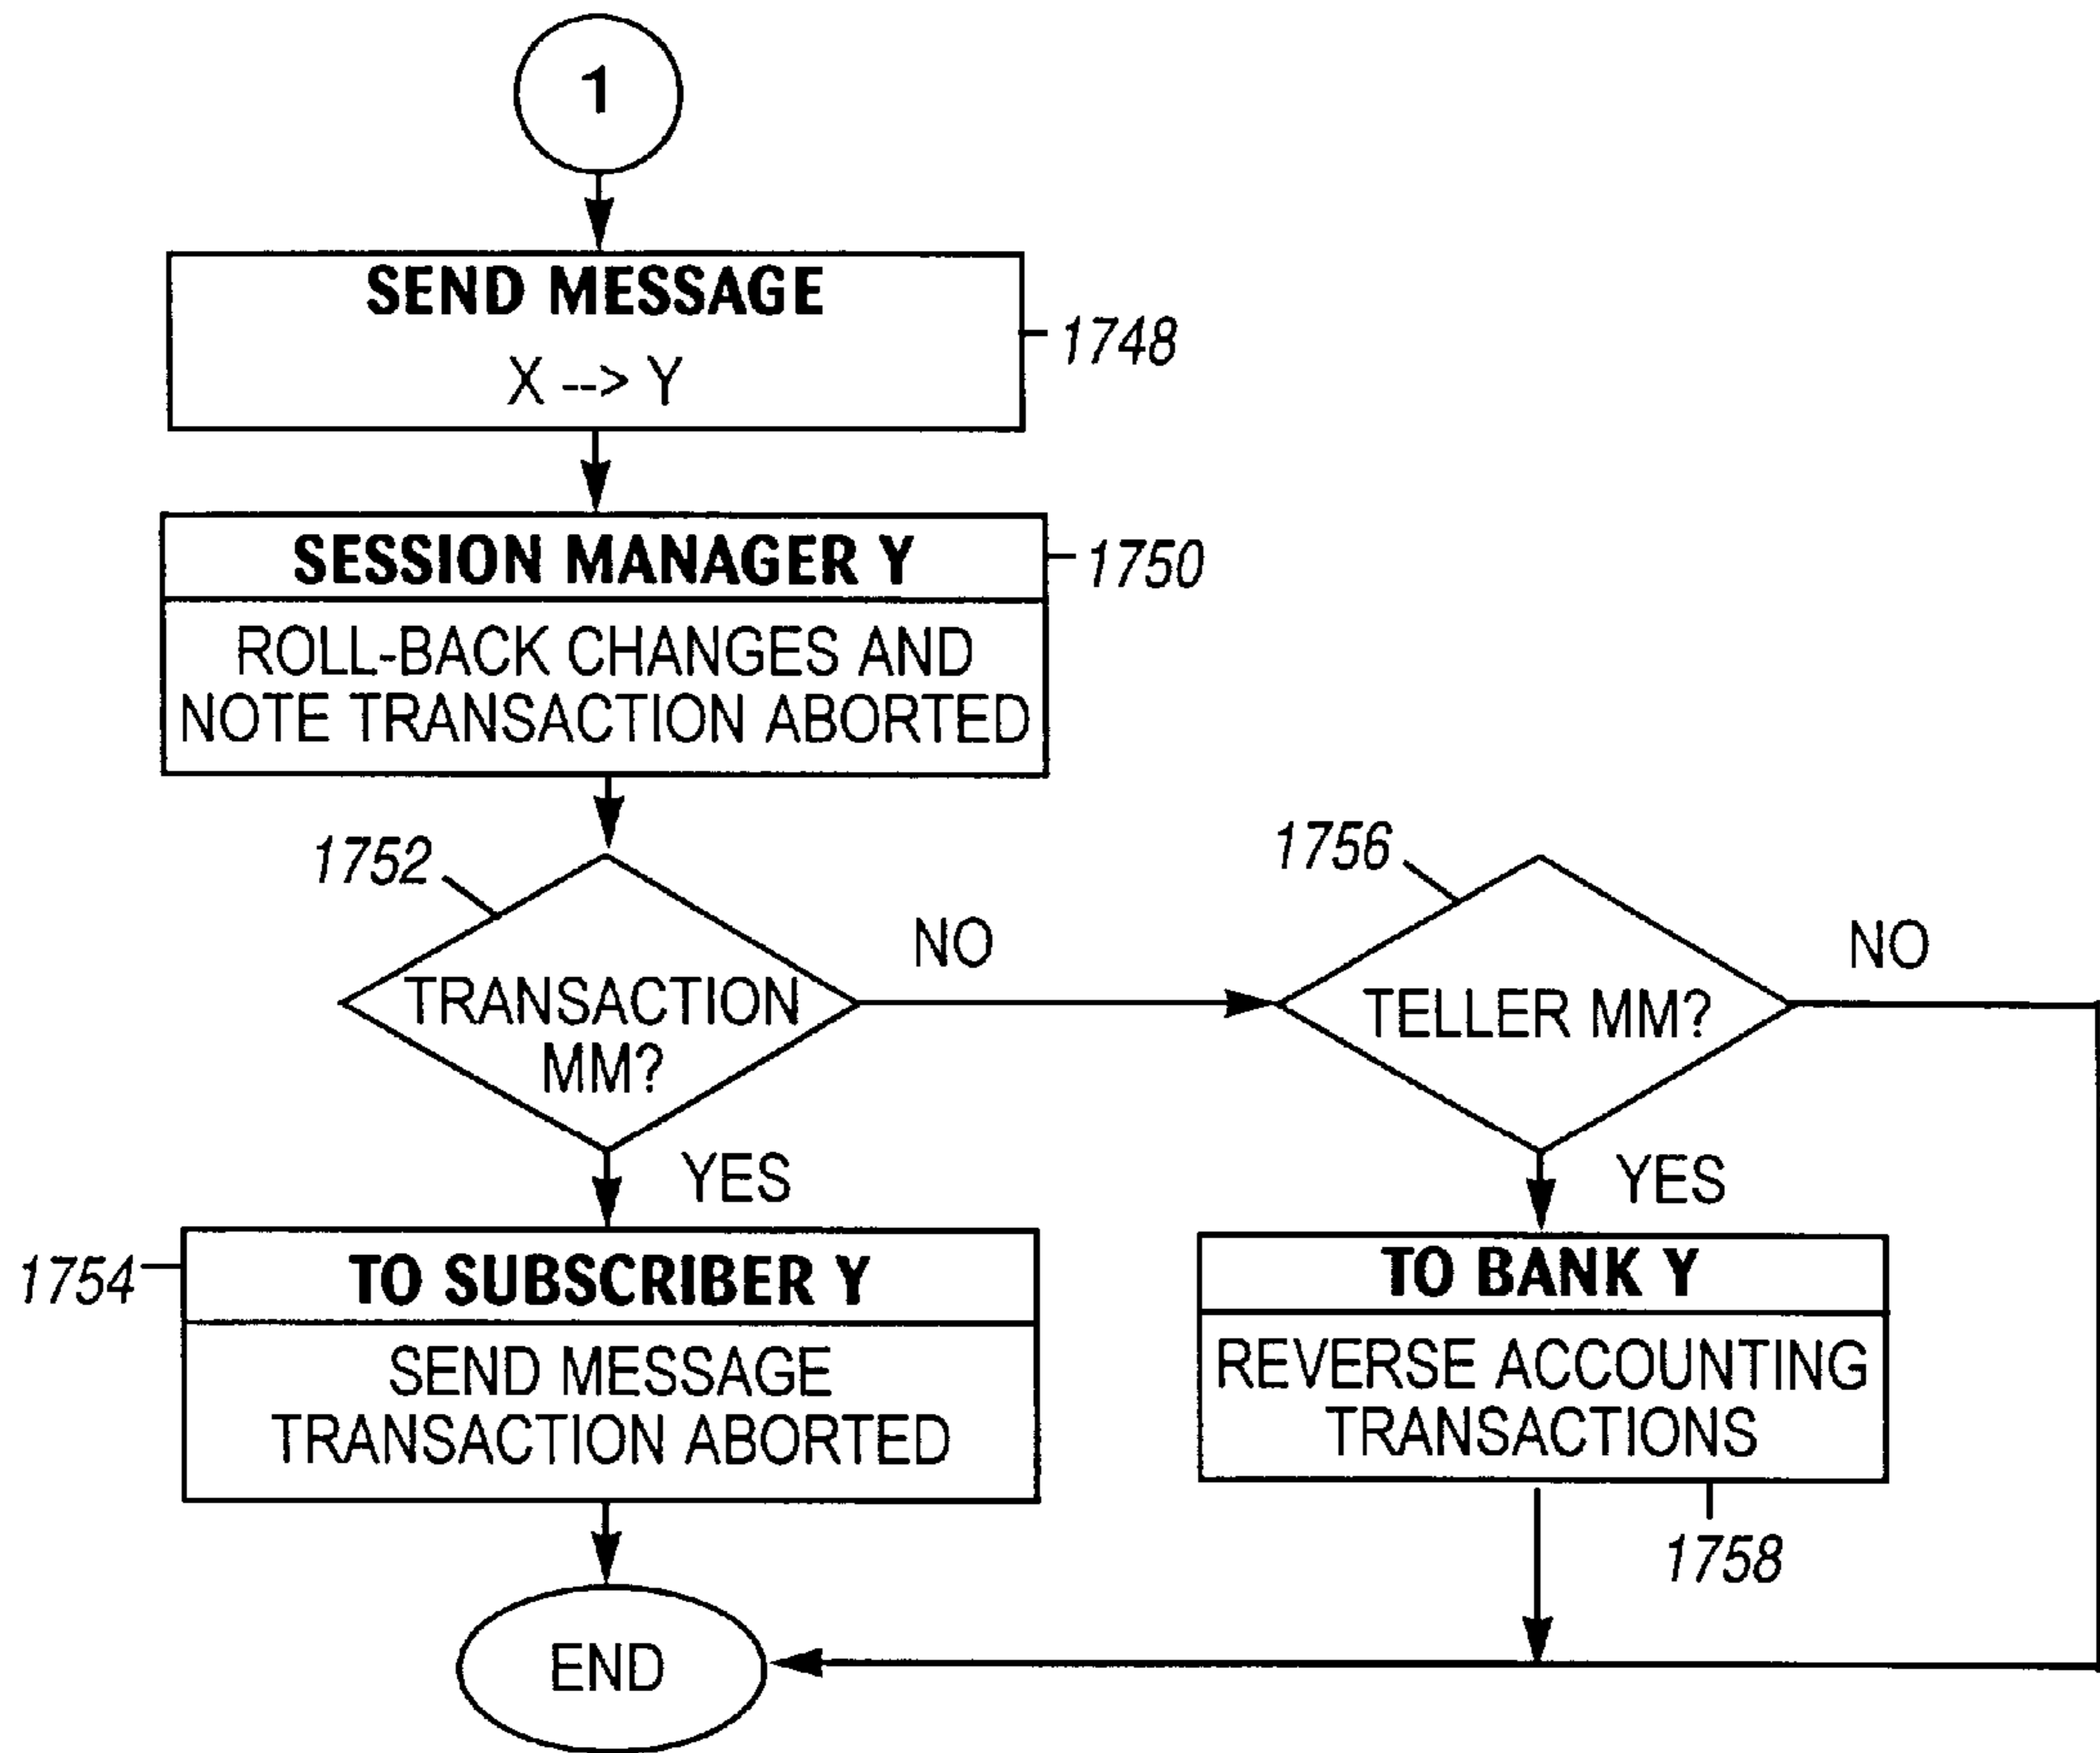 1
SEND MESSAGE
X --> Y
1748
SESSION MANAGER Y
1750
ROLL-BACK CHANGES AND
NOTE TRANSACTION ABORTED
1752
TRANSACTION
MM?
NO
YES
1756
TELLER MM?
NO
YES
1754
TO SUBSCRIBER Y
SEND MESSAGE
TRANSACTION ABORTED
TO BANK Y
REVERSE ACCOUNTING
TRANSACTIONS
1758
END